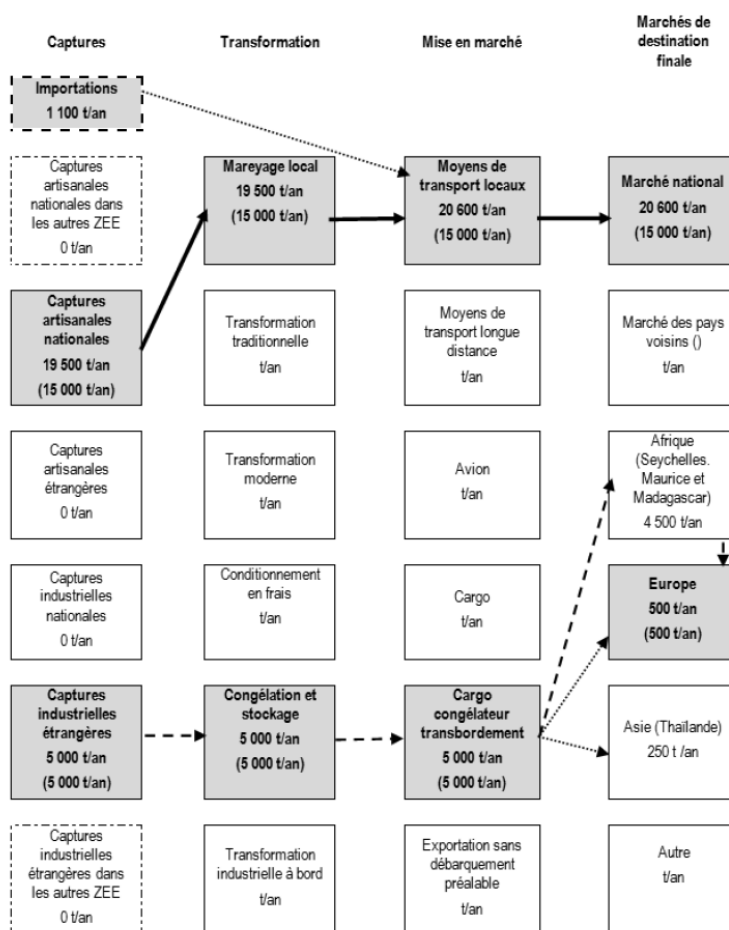 Captures
Transformation
Mise en marché
Marchés de
destination
finale
Importations
1 100 t/an
Captures
artisanales
nationales dans
les autres ZEE
0 t/an
Mareyage local
19 500 t/an
(15 000 t/an)
Moyens de
transport locaux
20 600 t/an
(15 000 t/an)
Marché national
20 600 t/an
(15 000 t/an)
Captures
artisanales
nationales
19 500 t/an
(15 000 t/an)
Transformation
traditionnelle
t/an
Moyens de
transport longue
distance
t/an
Marché des pays
voisins ()
t/an
Captures
artisanales
étrangères
0 t/an
Transformation
moderne
t/an
Avion
t/an
Afrique
(Seychelles.
Maurice et
Madagascar)
4 500 t/an
Captures
industrielles
nationales
0 t/an
Conditionnement
en frais
t/an
Cargo
t/an
Europe
500 t/an
(500 t/an)
Captures
industrielles
étrangères
5 000 t/an
(5 000 t/an)
Congélation et
stockage
5 000 t/an
(5 000 t/an)
Cargo
congélateur
transbordement
5 000 t/an
(5 000 t/an)
Asie (Thaïlande)
250 t /an
Captures
industrielles
étrangères dans
les autres ZEE
0 t/an
Transformation
industrielle à bord
t/an
Exportation sans
débarquement
préalable
t/an
Autre
t/an